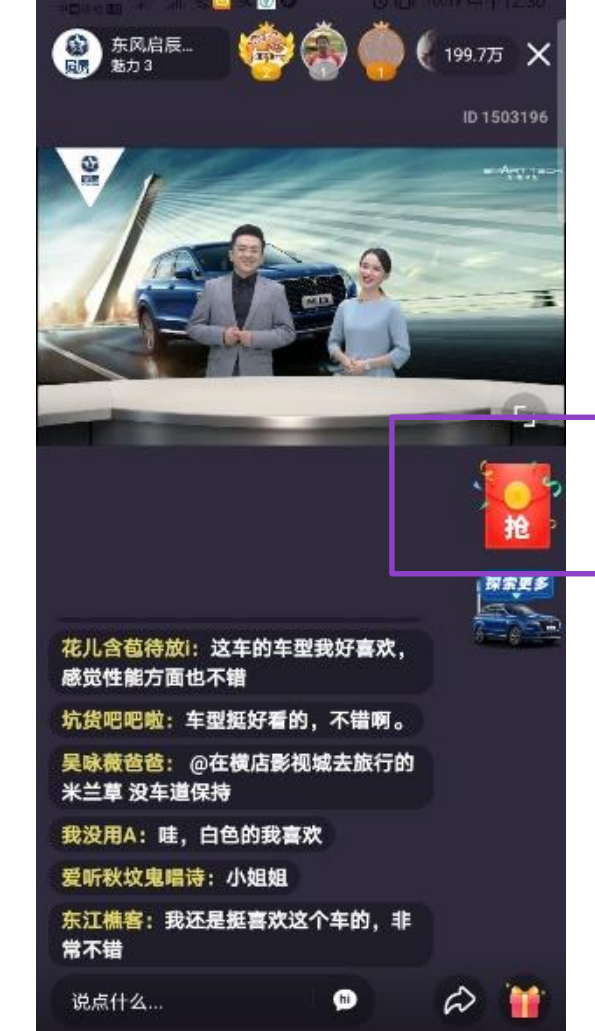 东风启辰...
魅力 3
2
1
1
199.7万
ID 1503196
抢
探索更多
花儿含苞待放i：这车的车型我好喜欢，
感觉性能方面也不错
坑货吧吧啦：车型挺好看的，不错啊。
吴咏薇爸爸：@在横店影视城去旅行的
米兰草 没车道保持
我没用A：哇，白色的我喜欢
爱听秋坟鬼唱诗：小姐姐
东江樵客：我还是挺喜欢这个车的，非
常不错
说点什么...
hi